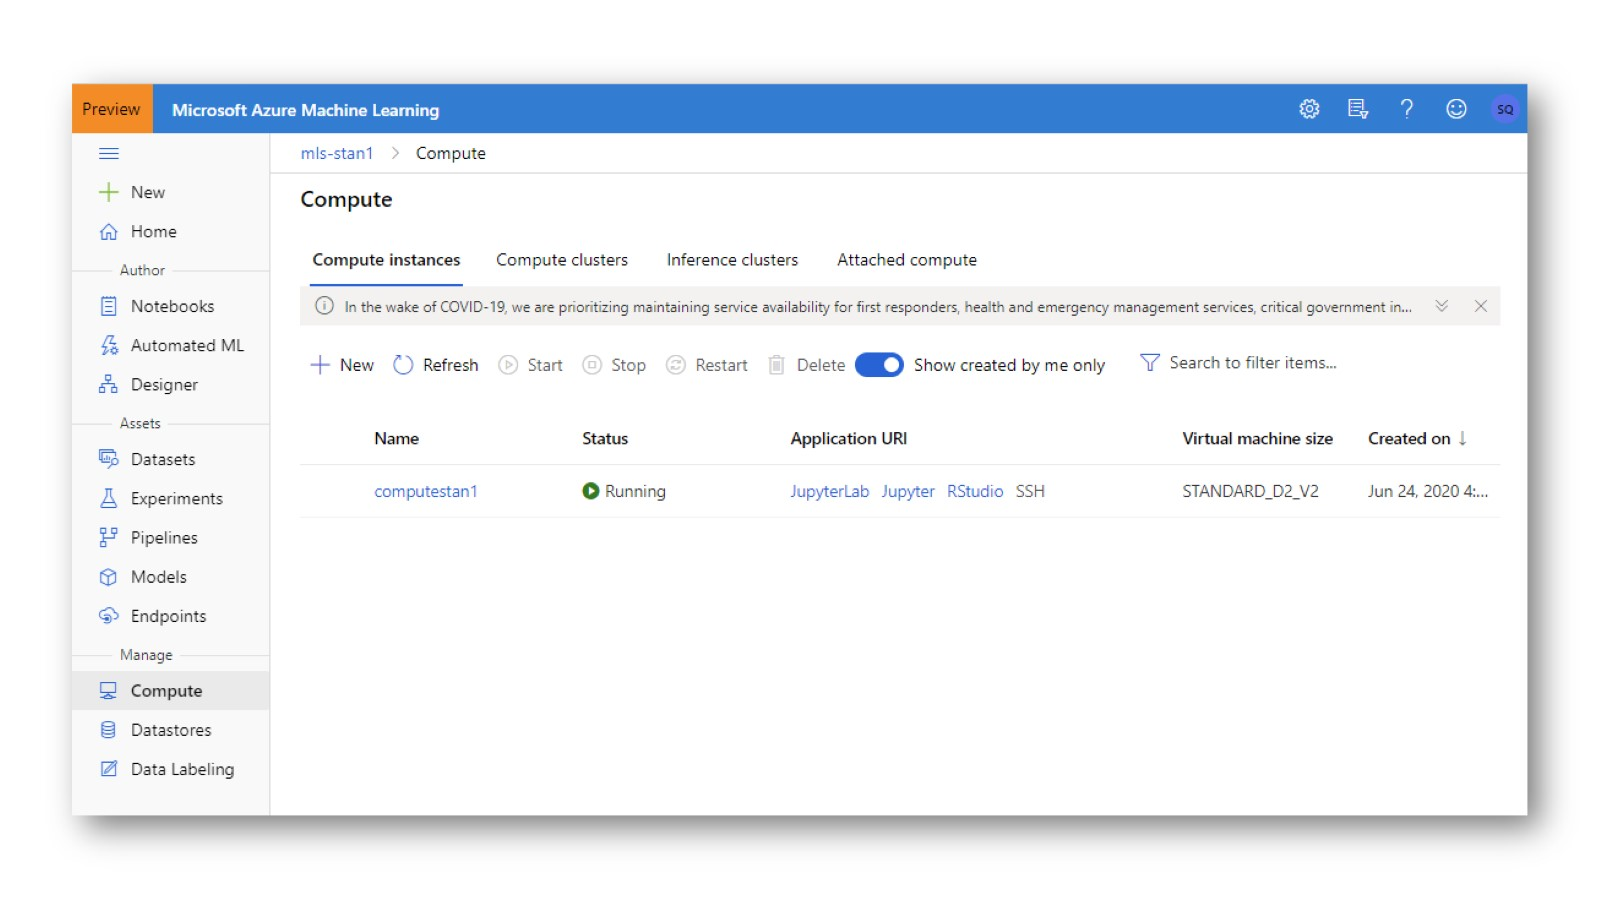 Preview
Microsoft Azure Machine Learning
SQ
mls-stan1 > Compute
New
Home
Author
Notebooks
Automated ML
Designer
Assets
Datasets
Experiments
Pipelines
Models
Endpoints
Manage
Compute
Datastores
Data Labeling
Compute
Compute instances Compute clusters Inference clusters Attached compute
In the wake of COVID-19, we are prioritizing maintaining service availability for first responders, health and emergency management services, critical government in...
New Refresh Start Stop Restart Delete Show created by me only Search to filter items...
Name Status Application URI Virtual machine size Created on ↓
computestan1 Running JupyterLab Jupyter RStudio SSH STANDARD_D2_V2 Jun 24, 2020 4:...